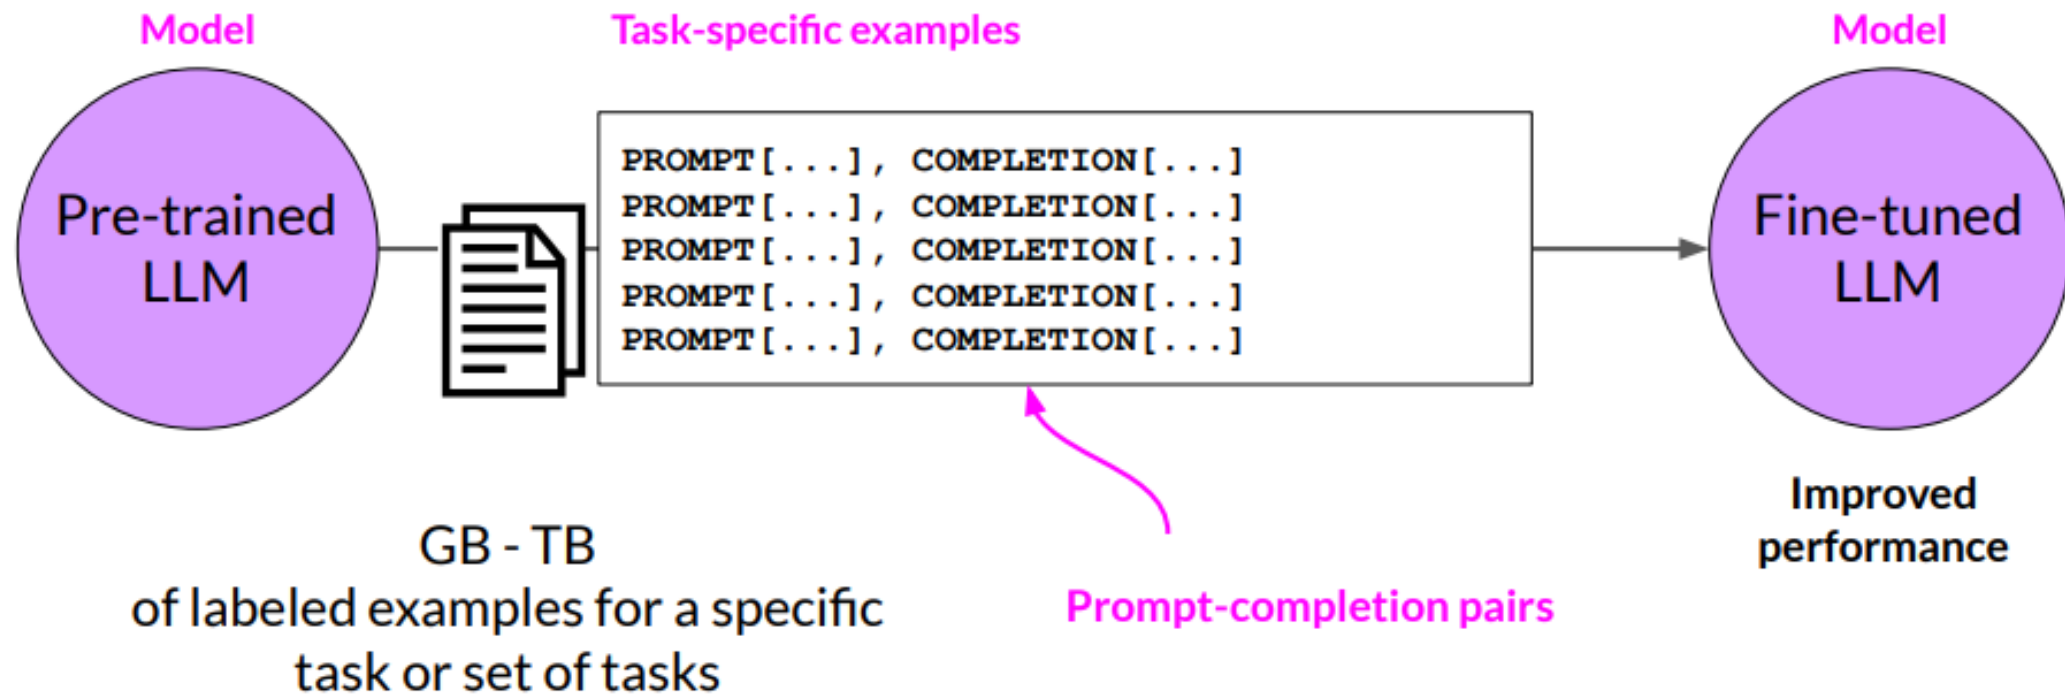 Model
Task-specific examples
Model
Pre-trained
LLM
PROMPT[...], COMPLETION[...]
PROMPT[...], COMPLETION[...]
PROMPT[...], COMPLETION[...]
PROMPT[...], COMPLETION[...]
PROMPT[...], COMPLETION[...]
Fine-tuned
LLM
GB - TB
of labeled examples for a specific
task or set of tasks
Prompt-completion pairs
Improved
performance